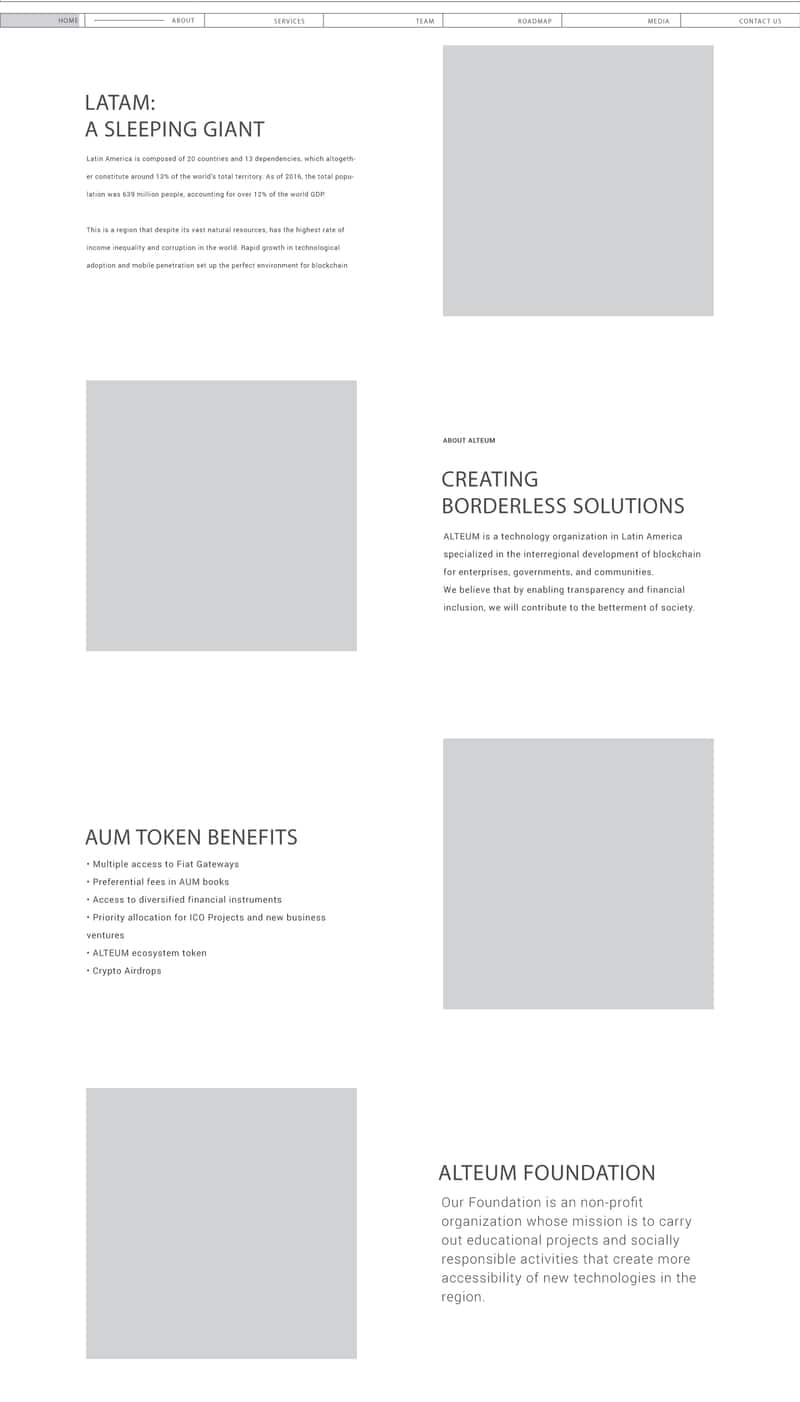 HOME ABOUT SERVICES TEAM ROADMAP MEDIA CONTACT US
LATAM:
A SLEEPING GIANT
Latin America is composed of 20 countries and 13 dependencies, which altogeth-
er constitute around 13% of the world's total territory. As of 2016, the total popu-
lation was 639 million people, accounting for over 12% of the world GDP.
This is a region that despite its vast natural resources, has the highest rate of
income inequality and corruption in the world. Rapid growth in technological
adoption and mobile penetration set up the perfect environment for blockchain
ABOUT ALTEUM
CREATING
BORDERLESS SOLUTIONS
ALTEUM is a technology organization in Latin America
specialized in the interregional development of blockchain
for enterprises, governments, and communities.
We believe that by enabling transparency and financial
inclusion, we will contribute to the betterment of society.
AUM TOKEN BENEFITS
• Multiple access to Fiat Gateways
• Preferential fees in AUM books
• Access to diversified financial instruments
• Priority allocation for ICO Projects and new business
ventures
• ALTEUM ecosystem token
• Crypto Airdrops
ALTEUM FOUNDATION
Our Foundation is an non-profit
organization whose mission is to carry
out educational projects and socially
responsible activities that create more
accessibility of new technologies in the
region.